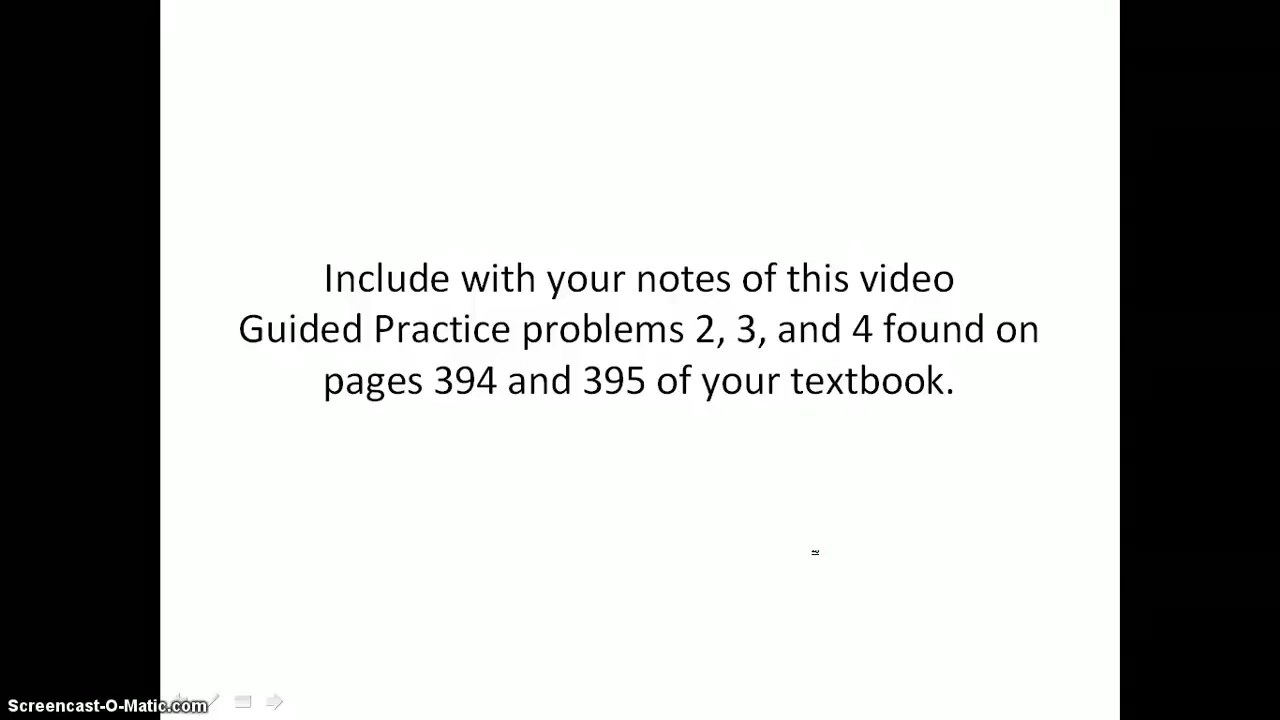 Include with your notes of this video
Guided Practice problems 2, 3, and 4 found on
pages 394 and 395 of your textbook.
Screencast-O-Matic.com